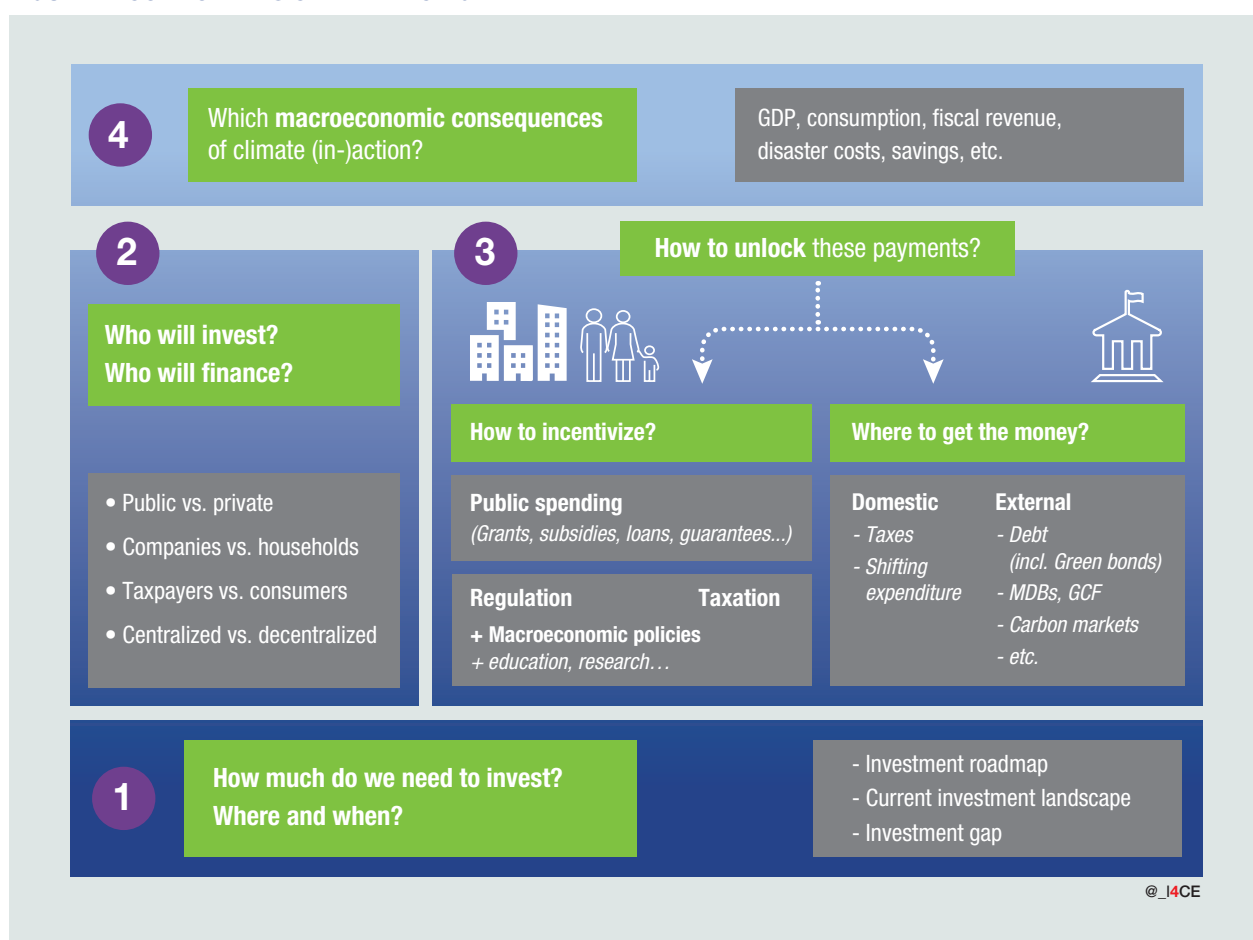 4
Which macroeconomic consequences
of climate (in-)action?
GDP, consumption, fiscal revenue,
disaster costs, savings, etc.
2
Who will invest?
Who will finance?
• Public vs. private
• Companies vs. households
• Taxpayers vs. consumers
• Centralized vs. decentralized
3
How to unlock these payments?
How to incentivize?
Public spending
(Grants, subsidies, loans, guarantees...)
Regulation Taxation
+ Macroeconomic policies
+ education, research…
Where to get the money?
Domestic
- Taxes
- Shifting
expenditure
External
- Debt
(incl. Green bonds)
- MDBs, GCF
- Carbon markets
- etc.
1
How much do we need to invest?
Where and when?
- Investment roadmap
- Current investment landscape
- Investment gap
@_I4CE